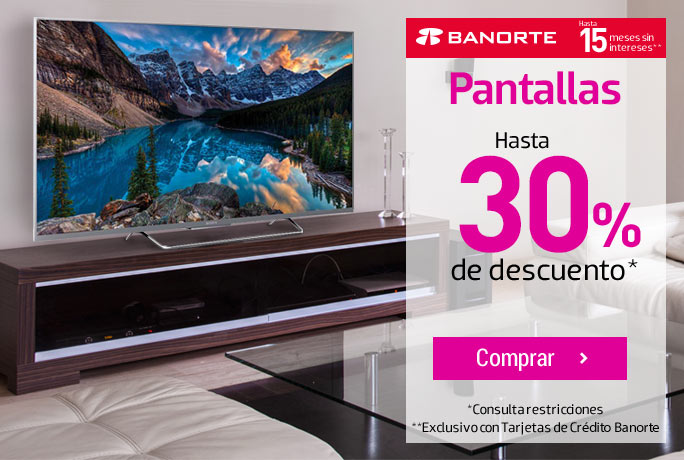 BANORTE
Hasta
15 meses sin
intereses**
Pantallas
Hasta
30%
de descuento*
Comprar >
*Consulta restricciones
**Exclusivo con Tarjetas de Crédito Banorte